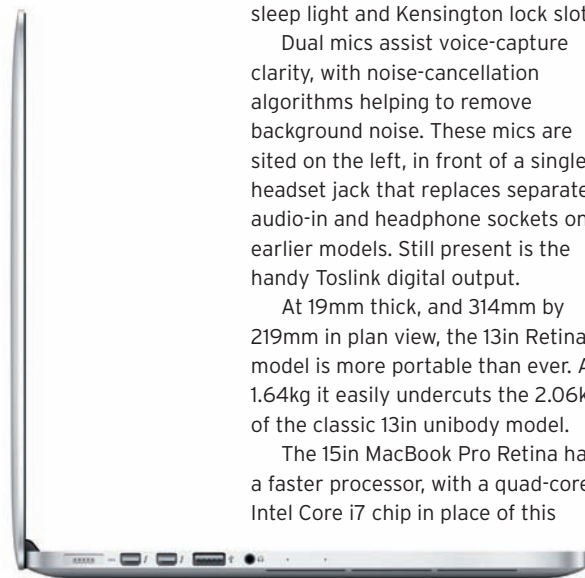 sleep light and Kensington lock slot
Dual mics assist voice-capture
clarity, with noise-cancellation
algorithms helping to remove
background noise. These mics are
sited on the left, in front of a single
headset jack that replaces separate
audio-in and headphone sockets on
earlier models. Still present is the
handy Toslink digital output.
At 19mm thick, and 314mm by
219mm in plan view, the 13in Retina
model is more portable than ever. A
1.64kg it easily undercuts the 2.06k
of the classic 13in unibody model.
The 15in MacBook Pro Retina ha
a faster processor, with a quad-core
Intel Core i7 chip in place of this